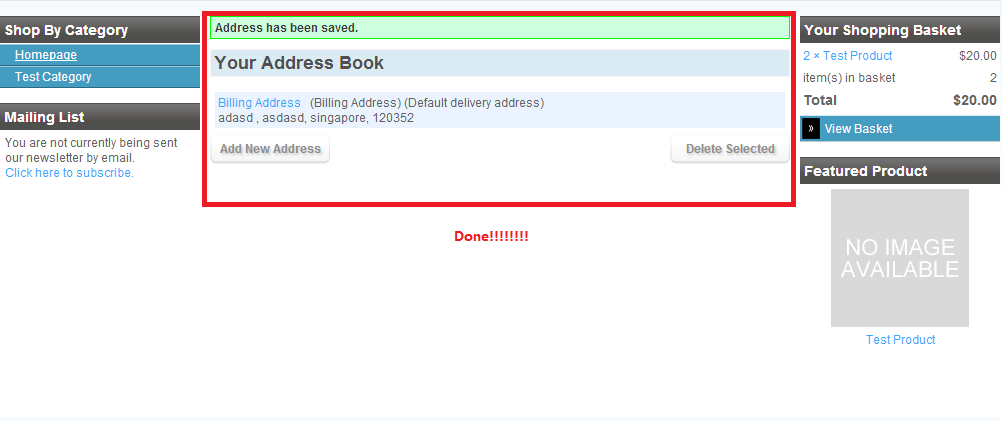 Shop By Category
Homepage
Test Category
Mailing List
You are not currently being sent
our newsletter by email.
Click here to subscribe.
Address has been saved.
Your Address Book
Billing Address (Billing Address) (Default delivery address)
adasd , asdasd, singapore, 120352
Add New Address
Delete Selected
Done!!!!!!!!
Your Shopping Basket
2 × Test Product $20.00
item(s) in basket 2
Total $20.00
» View Basket
Featured Product
NO IMAGE
AVAILABLE
Test Product